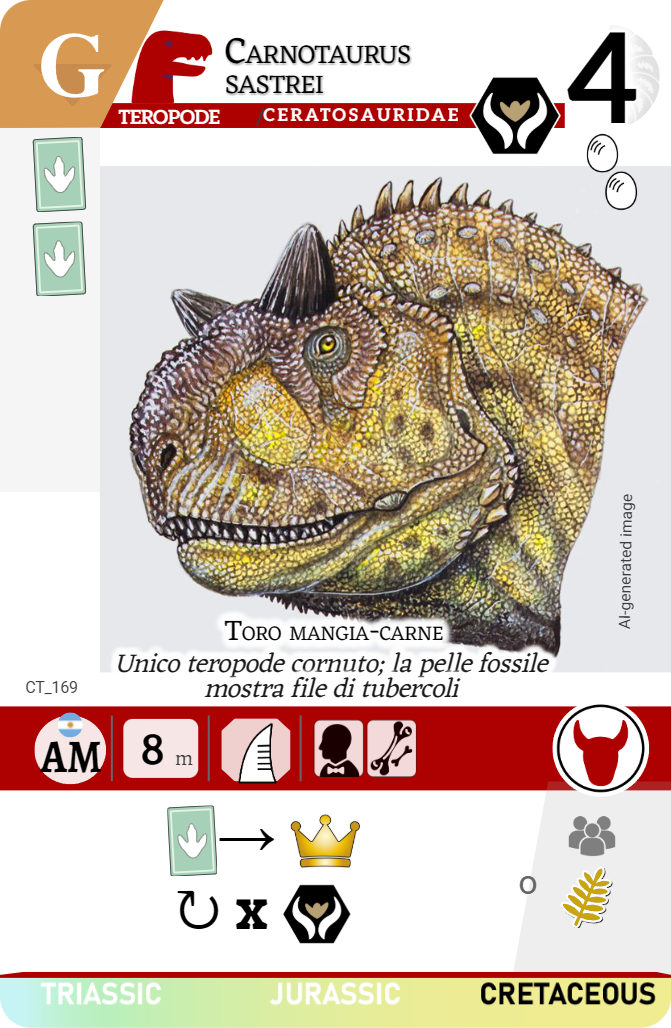 G
CARNOTAURUS
SASTREI
4
TEROPODE /CERATOSAURIDAE
AI-generated image
TORO MANGIA-CARNE
Unico teropode cornuto; la pelle fossile
mostra file di tubercoli
CT_169
AM 8 m
x
O
TRIASSIC JURASSIC CRETACEOUS